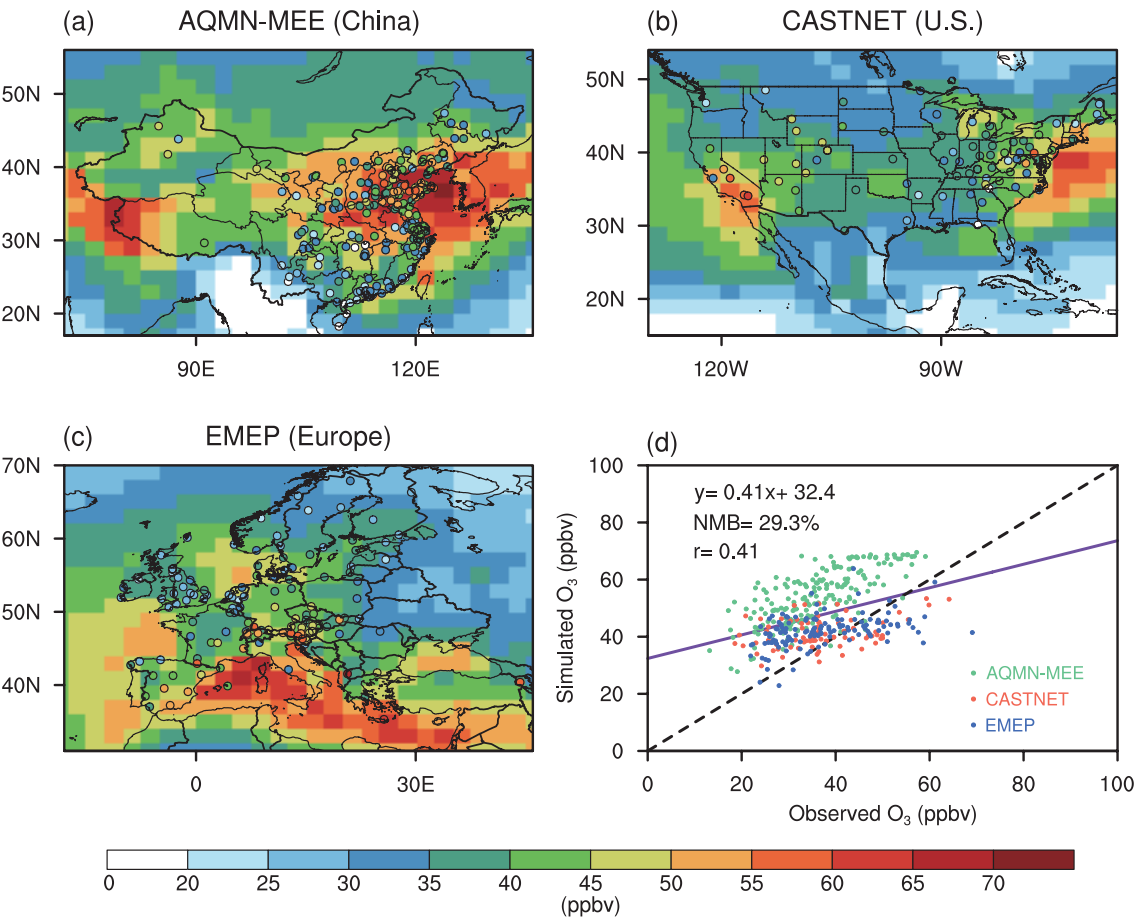 (a) AQMN-MEE (China)
50N
40N
30N
20N
90E 120E
(b) CASTNET (U.S.)
50N
40N
30N
20N
120W 90W
(c) EMEP (Europe)
70N
60N
50N
40N
0 30E
(d)
y= 0.41x+ 32.4
NMB= 29.3%
r= 0.41
AQMN-MEE
CASTNET
EMEP
Simulated O₃ (ppbv)
100
80
60
40
20
0
0 20 40 60 80 100
Observed O₃ (ppbv)
0 20 25 30 35 40 45 50 55 60 65 70
(ppbv)